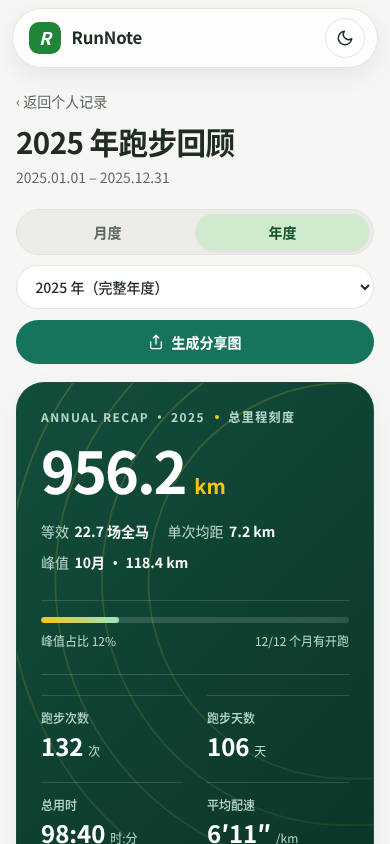 R RunNote
‹ 返回个人记录
2025 年跑步回顾
2025.01.01 – 2025.12.31
月度 年度
2025 年（完整年度）
生成分享图
ANNUAL RECAP • 2025 • 总里程刻度
956.2 km
等效 22.7 场全马 单次均距 7.2 km
峰值 10月 • 118.4 km
峰值占比 12% 12/12 个月有开跑
跑步次数 跑步天数
132 次 106 天
总用时 平均配速
98:40 时:分 6′11″ /km